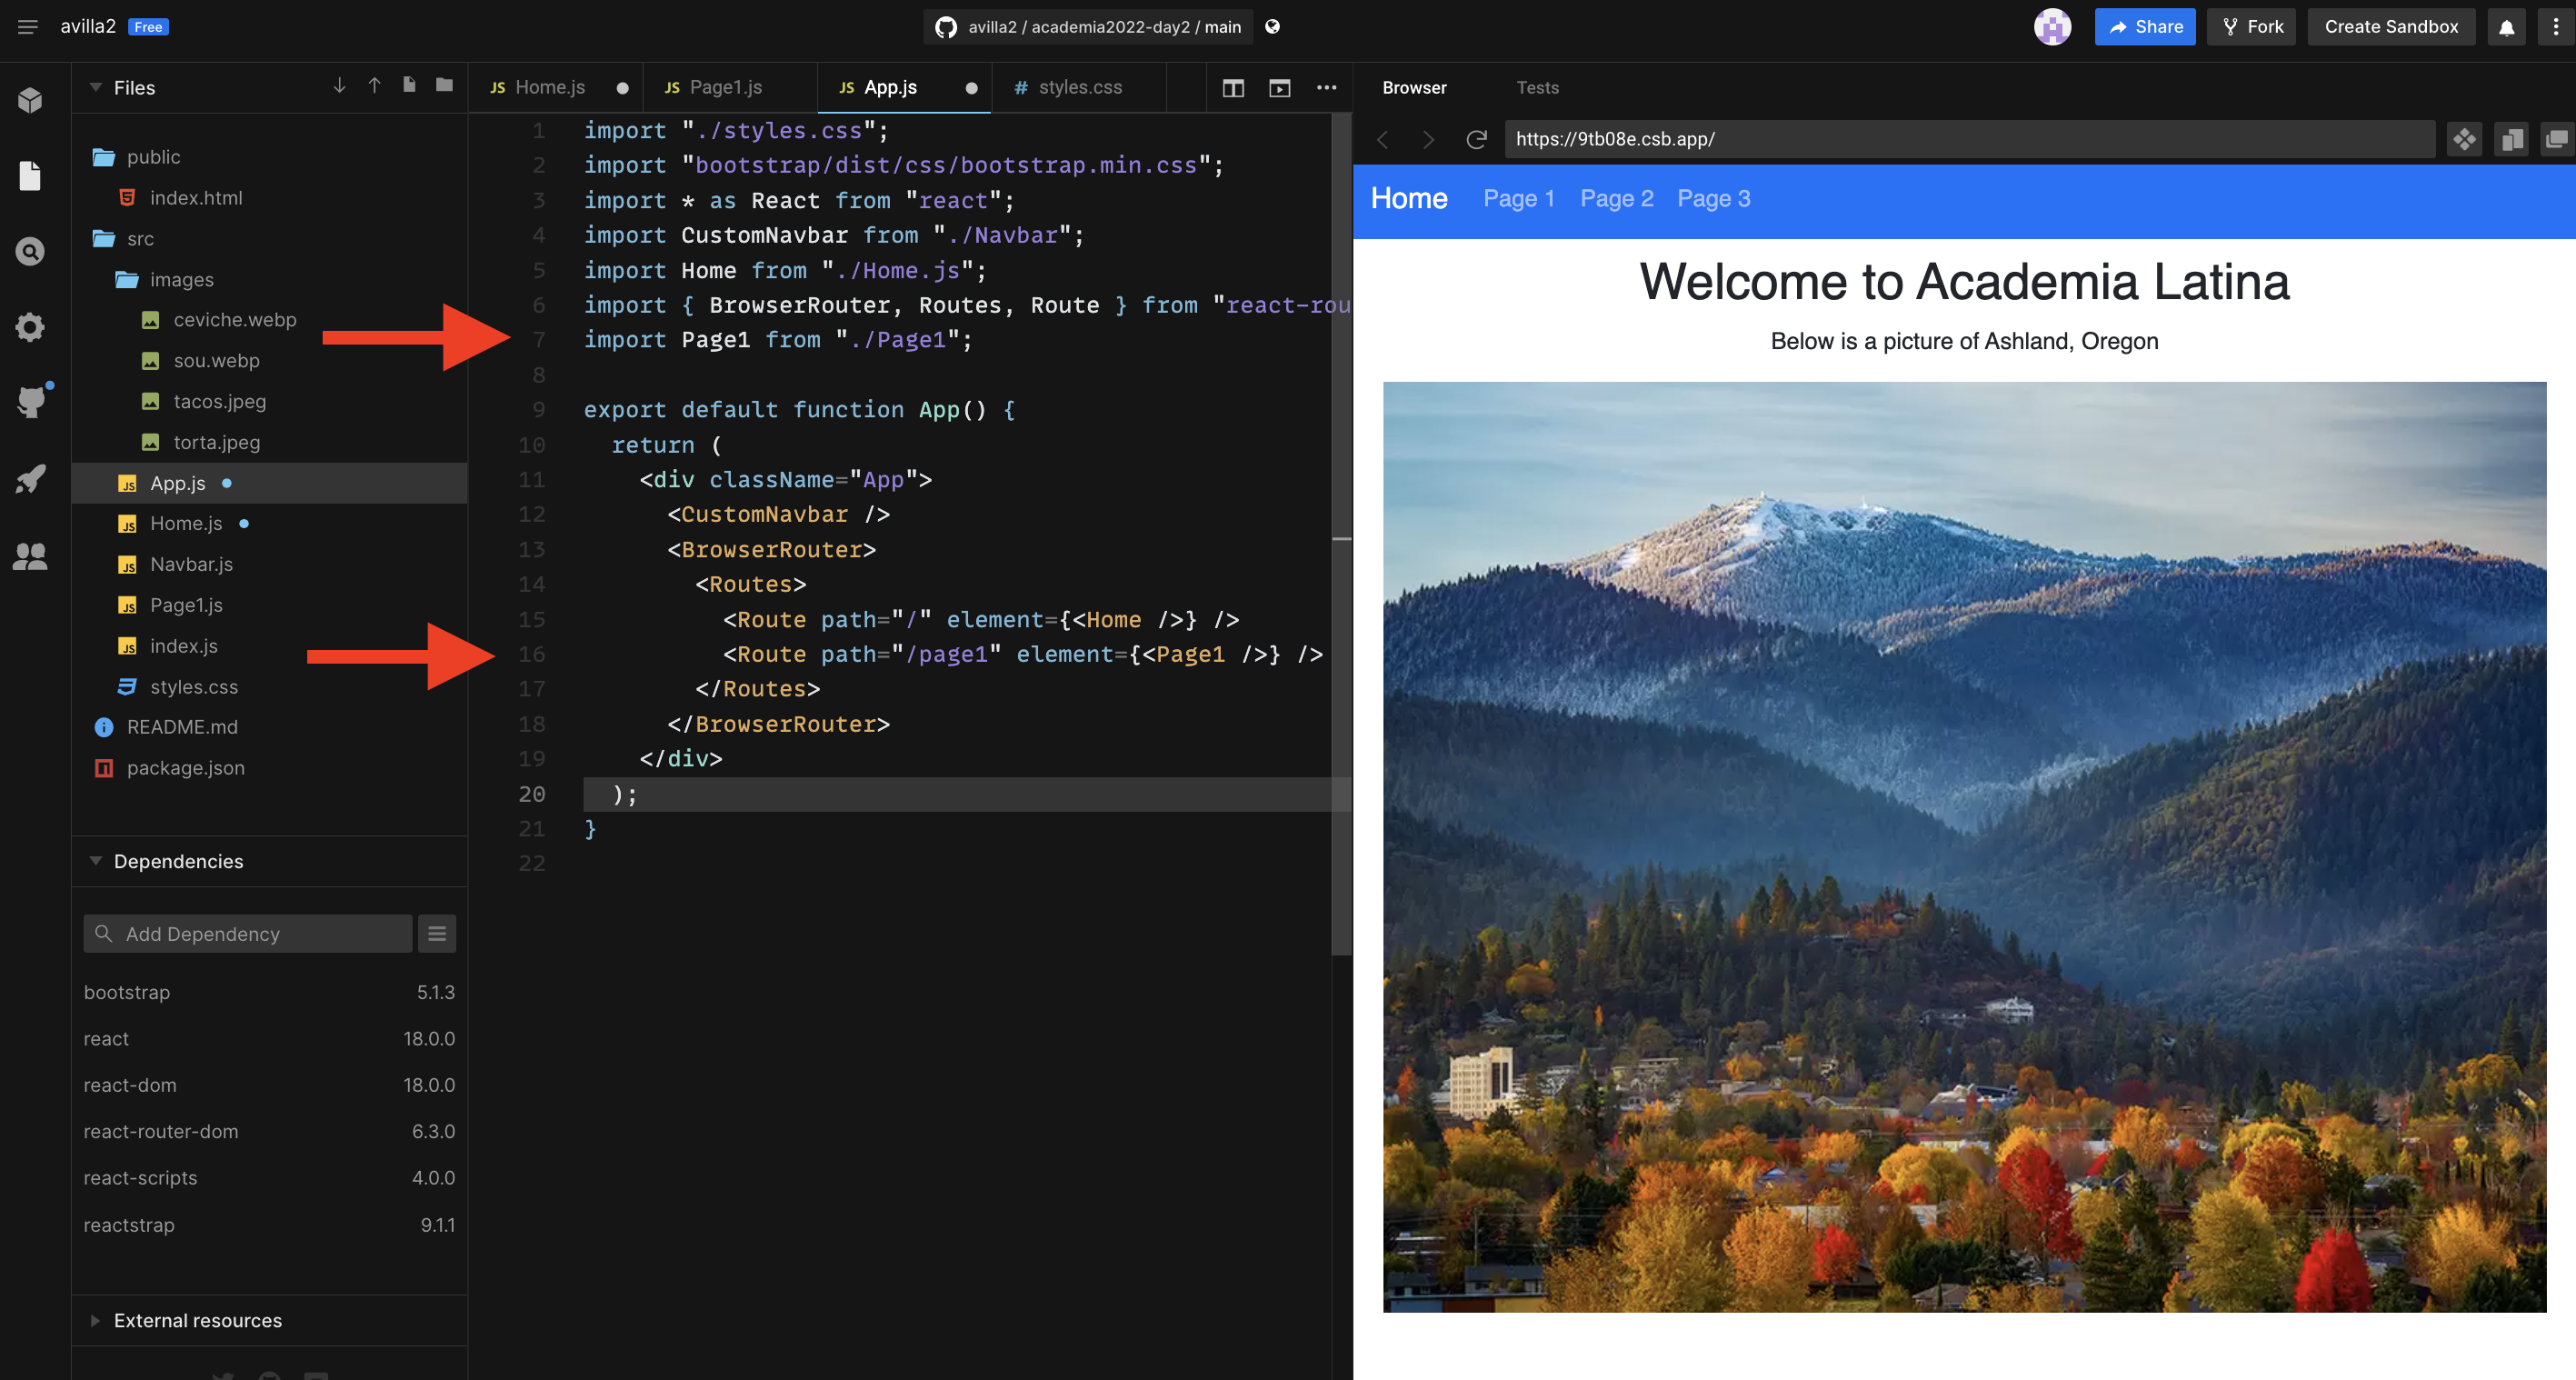 avilla2 Free
avilla2 / academia2022-day2 / main
Share
Fork
Create Sandbox
Files
public
index.html
src
images
ceviche.webp
sou.webp
tacos.jpeg
torta.jpeg
JS App.js
JS Home.js
JS Navbar.js
JS Page1.js
JS index.js
styles.css
README.md
package.json
Dependencies
Add Dependency
bootstrap 5.1.3
react 18.0.0
react-dom 18.0.0
react-router-dom 6.3.0
react-scripts 4.0.0
reactstrap 9.1.1
External resources
JS Home.js
JS Page1.js
JS App.js
# styles.css
1 import "./styles.css";
2 import "bootstrap/dist/css/bootstrap.min.css";
3 import * as React from "react";
4 import CustomNavbar from "./Navbar";
5 import Home from "./Home.js";
6 import { BrowserRouter, Routes, Route } from "react-rou
7 import Page1 from "./Page1";
8
9 export default function App() {
10 return (
11 <div className="App">
12 <CustomNavbar />
13 <BrowserRouter>
14 <Routes>
15 <Route path="/" element={<Home />} />
16 <Route path="/page1" element={<Page1 />} />
17 </Routes>
18 </BrowserRouter>
19 </div>
20 );
21 }
22
Browser
Tests
https://9tb08e.csb.app/
Home Page 1 Page 2 Page 3
Welcome to Academia Latina
Below is a picture of Ashland, Oregon